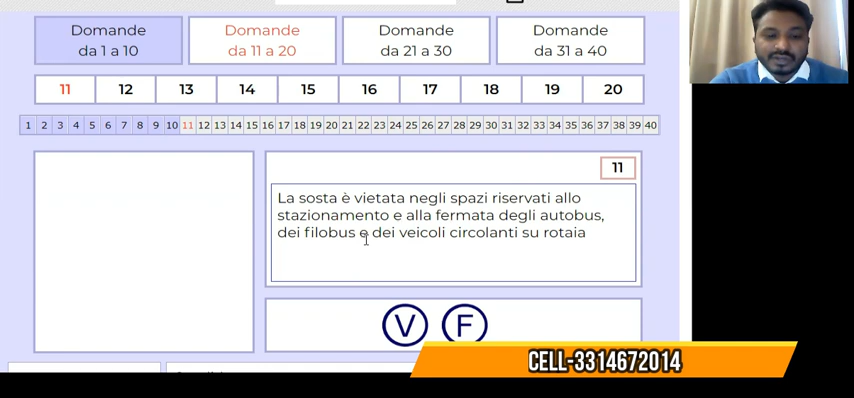 Domande
da 1 a 10
Domande
da 11 a 20
Domande
da 21 a 30
Domande
da 31 a 40
11 12 13 14 15 16 17 18 19 20
1 2 3 4 5 6 7 8 9 10 11 12 13 14 15 16 17 18 19 20 21 22 23 24 25 26 27 28 29 30 31 32 33 34 35 36 37 38 39 40
11
La sosta è vietata negli spazi riservati allo
stazionamento e alla fermata degli autobus,
dei filobus e dei veicoli circolanti su rotaia
V F
CELL-3314672014